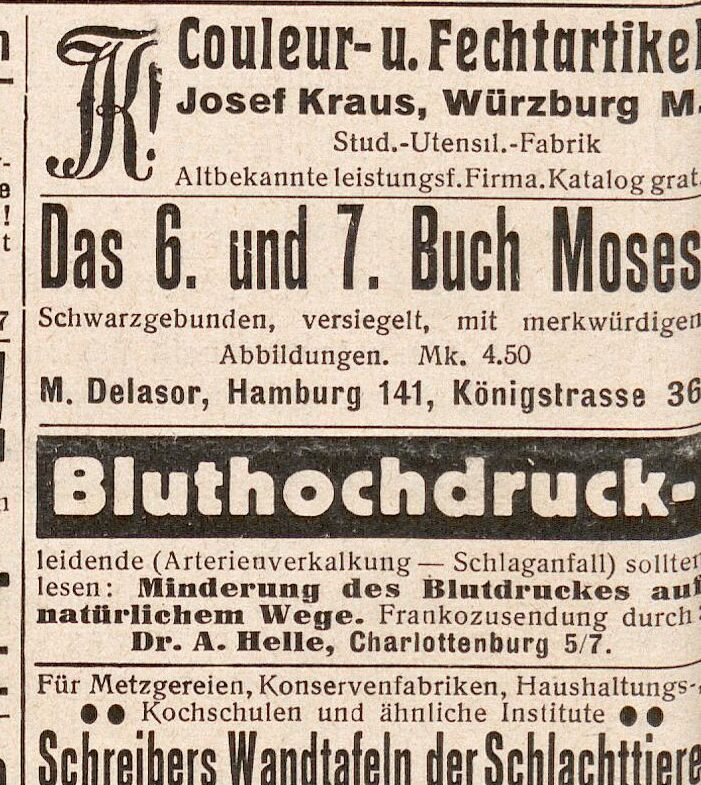 K!
Couleur- u. Fechtartikel
Josef Kraus, Würzburg M.
Stud.-Utensil.-Fabrik
Altbekannte leistungsf. Firma. Katalog grat.
Das 6. und 7. Buch Moses
Schwarzgebunden, versiegelt, mit merkwürdigen
Abbildungen. Mk. 4.50
M. Delasor, Hamburg 141, Königstrasse 36
Bluthochdruck-
leidende (Arterienverkalkung — Schlaganfall) sollten
lesen: Minderung des Blutdruckes auf
natürlichem Wege. Frankozusendung durch:
Dr. A. Helle, Charlottenburg 5/7.
Für Metzgereien, Konservenfabriken, Haushaltungs-
●● Kochschulen und ähnliche Institute ●●
Schreibers Wandtafeln der Schlachttiere